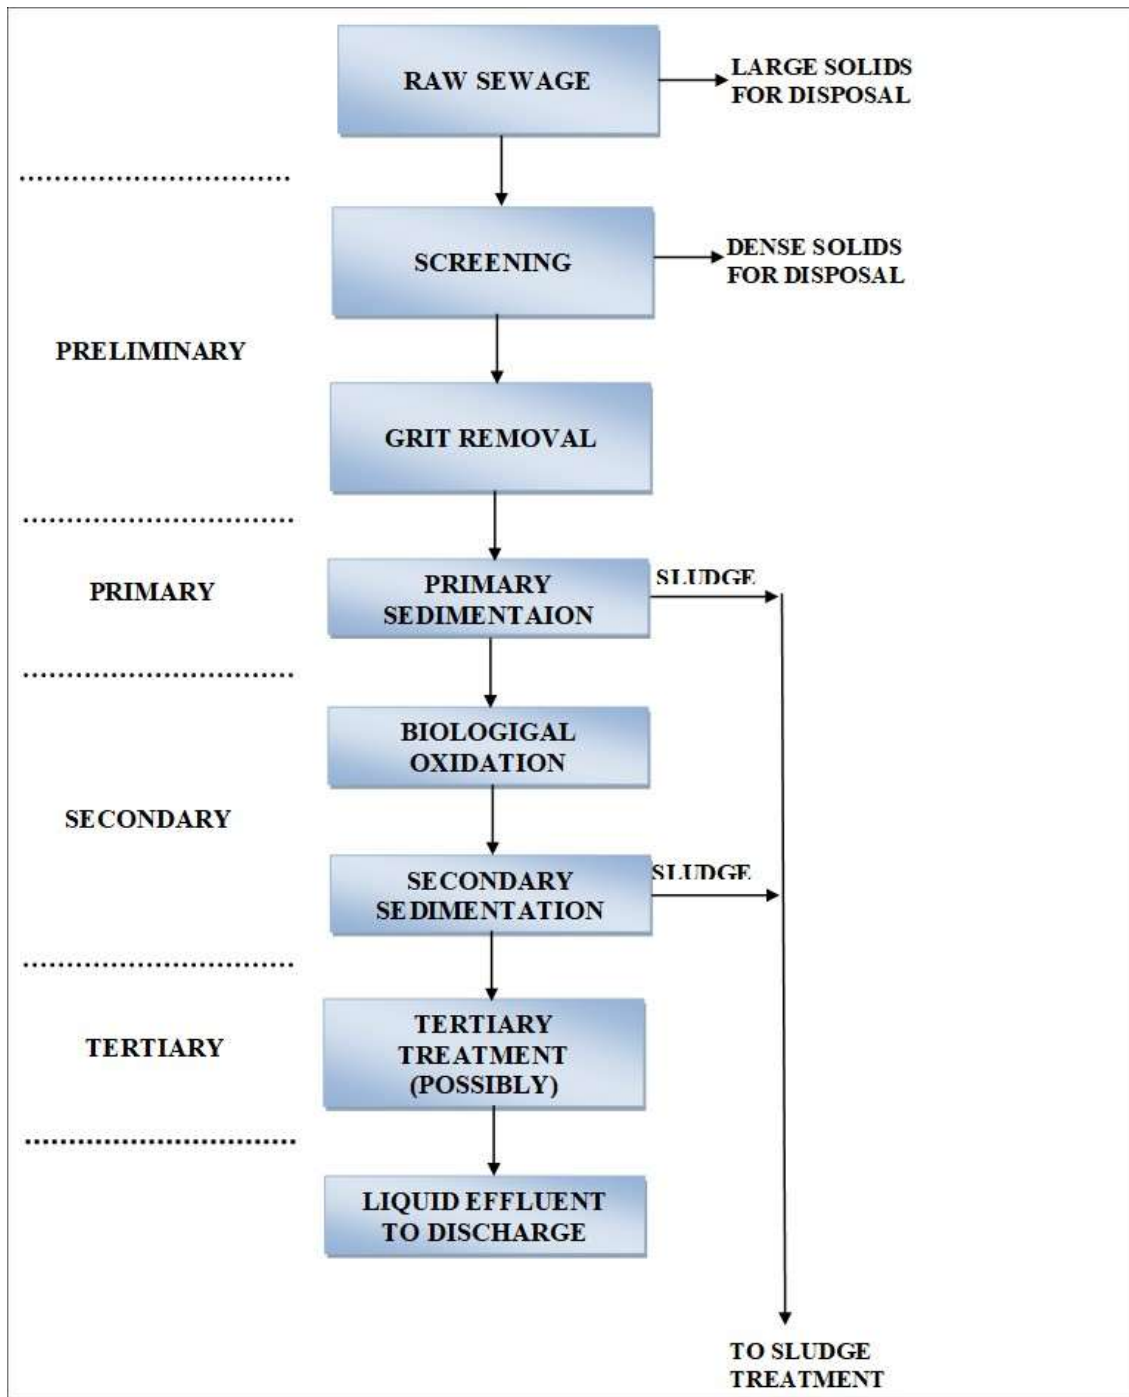 RAW SEWAGE
LARGE SOLIDS
FOR DISPOSAL
SCREENING
DENSE SOLIDS
FOR DISPOSAL
PRELIMINARY
GRIT REMOVAL
PRIMARY
PRIMARY
SEDIMENTAION
SLUDGE
BIOLOGIGAL
OXIDATION
SECONDARY
SECONDARY
SEDIMENTATION
SLUDGE
TERTIARY
TERTIARY
TREATMENT
(POSSIBLY)
LIQUID EFFLUENT
TO DISCHARGE
TO SLUDGE
TREATMENT